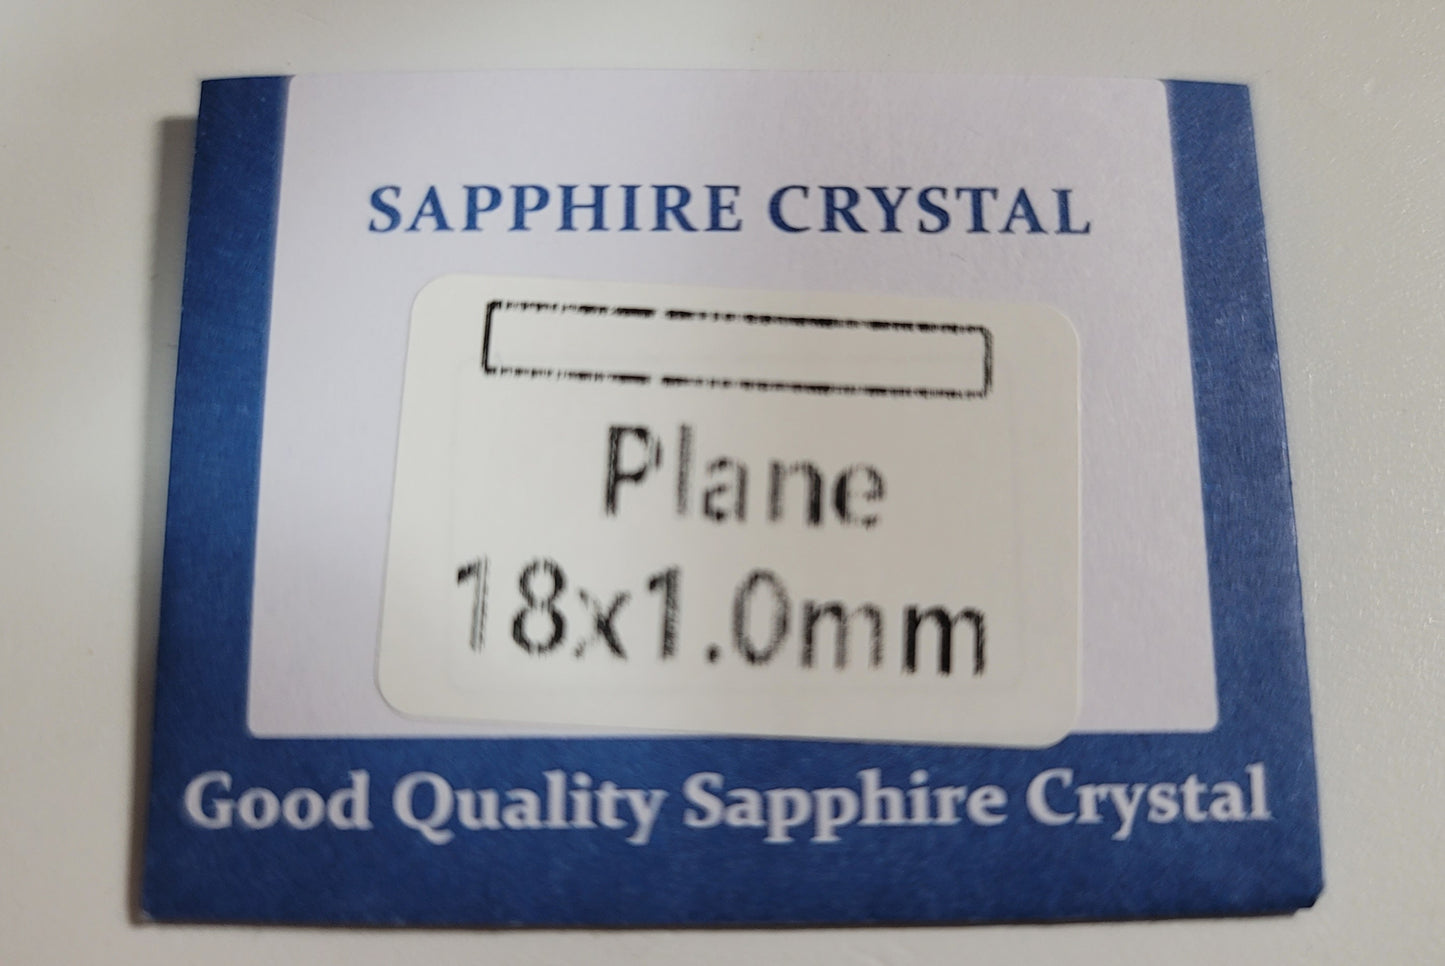 SAPPHIRE CRYSTAL
Plane
18x1.0mm
Good Quality Sapphire Crystal